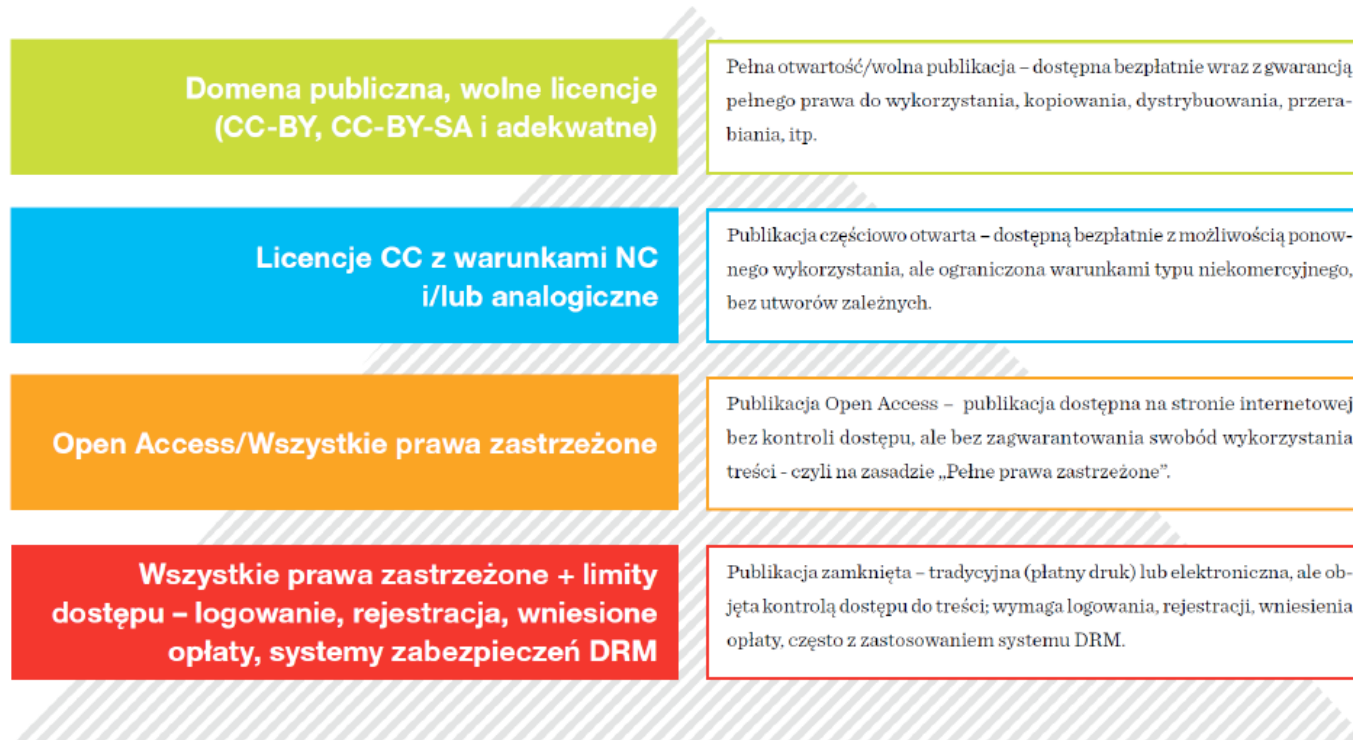 Domena publiczna, wolne licencje
(CC-BY, CC-BY-SA i adekwatne)
Pełna otwartość/wolna publikacja – dostępna bezpłatnie wraz z gwarancją
pełnego prawa do wykorzystania, kopiowania, dystrybuowania, przera-
biania, itp.
Licencje CC z warunkami NC
i/lub analogiczne
Publikacja częściowo otwarta – dostępną bezpłatnie z możliwością ponow-
nego wykorzystania, ale ograniczona warunkami typu niekomercyjnego,
bez utworów zależnych.
Open Access/Wszystkie prawa zastrzeżone
Publikacja Open Access – publikacja dostępna na stronie internetowej
bez kontroli dostępu, ale bez zagwarantowania swobód wykorzystania
treści - czyli na zasadzie „Pełne prawa zastrzeżone”.
Wszystkie prawa zastrzeżone + limity
dostępu – logowanie, rejestracja, wniesione
opłaty, systemy zabezpieczeń DRM
Publikacja zamknięta – tradycyjna (płatny druk) lub elektroniczna, ale ob-
jęta kontrolą dostępu do treści; wymaga logowania, rejestracji, wniesienia
opłaty, często z zastosowaniem systemu DRM.